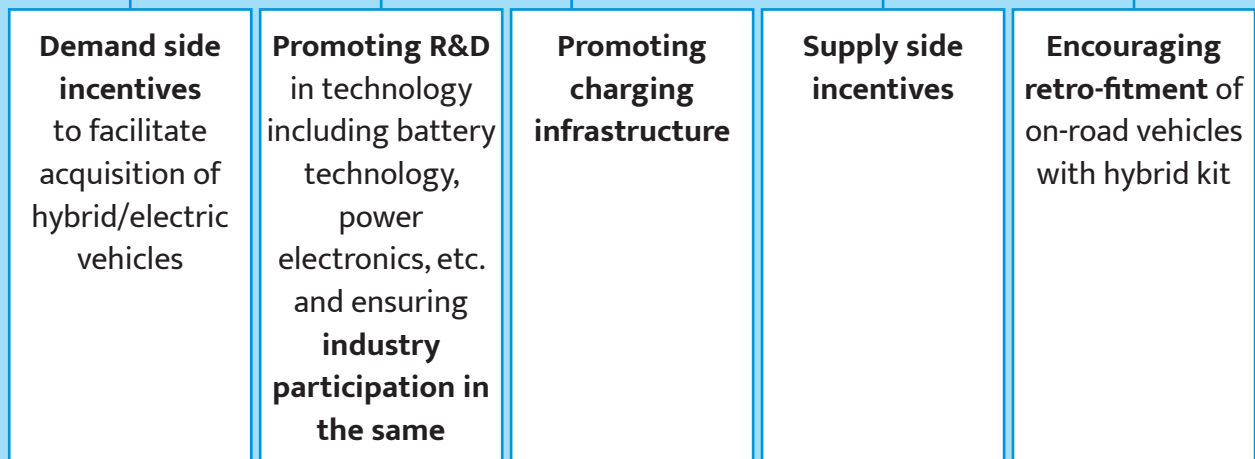 Demand side
incentives
to facilitate
acquisition of
hybrid/electric
vehicles
Promoting R&D
in technology
including battery
technology,
power
electronics, etc.
and ensuring
industry
participation in
the same
Promoting
charging
infrastructure
Supply side
incentives
Encouraging
retro-fitment of
on-road vehicles
with hybrid kit